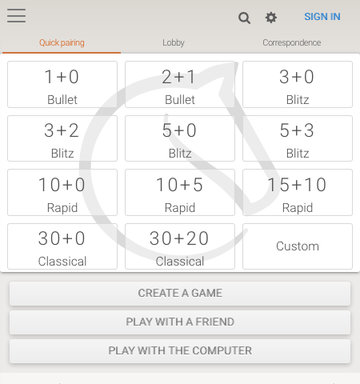 SIGN IN
Quick pairing Lobby Correspondence
1+0 2+1 3+0
Bullet Bullet Blitz
3+2 5+0 5+3
Blitz Blitz Blitz
10+0 10+5 15+10
Rapid Rapid Rapid
30+0 30+20 Custom
Classical Classical
CREATE A GAME
PLAY WITH A FRIEND
PLAY WITH THE COMPUTER